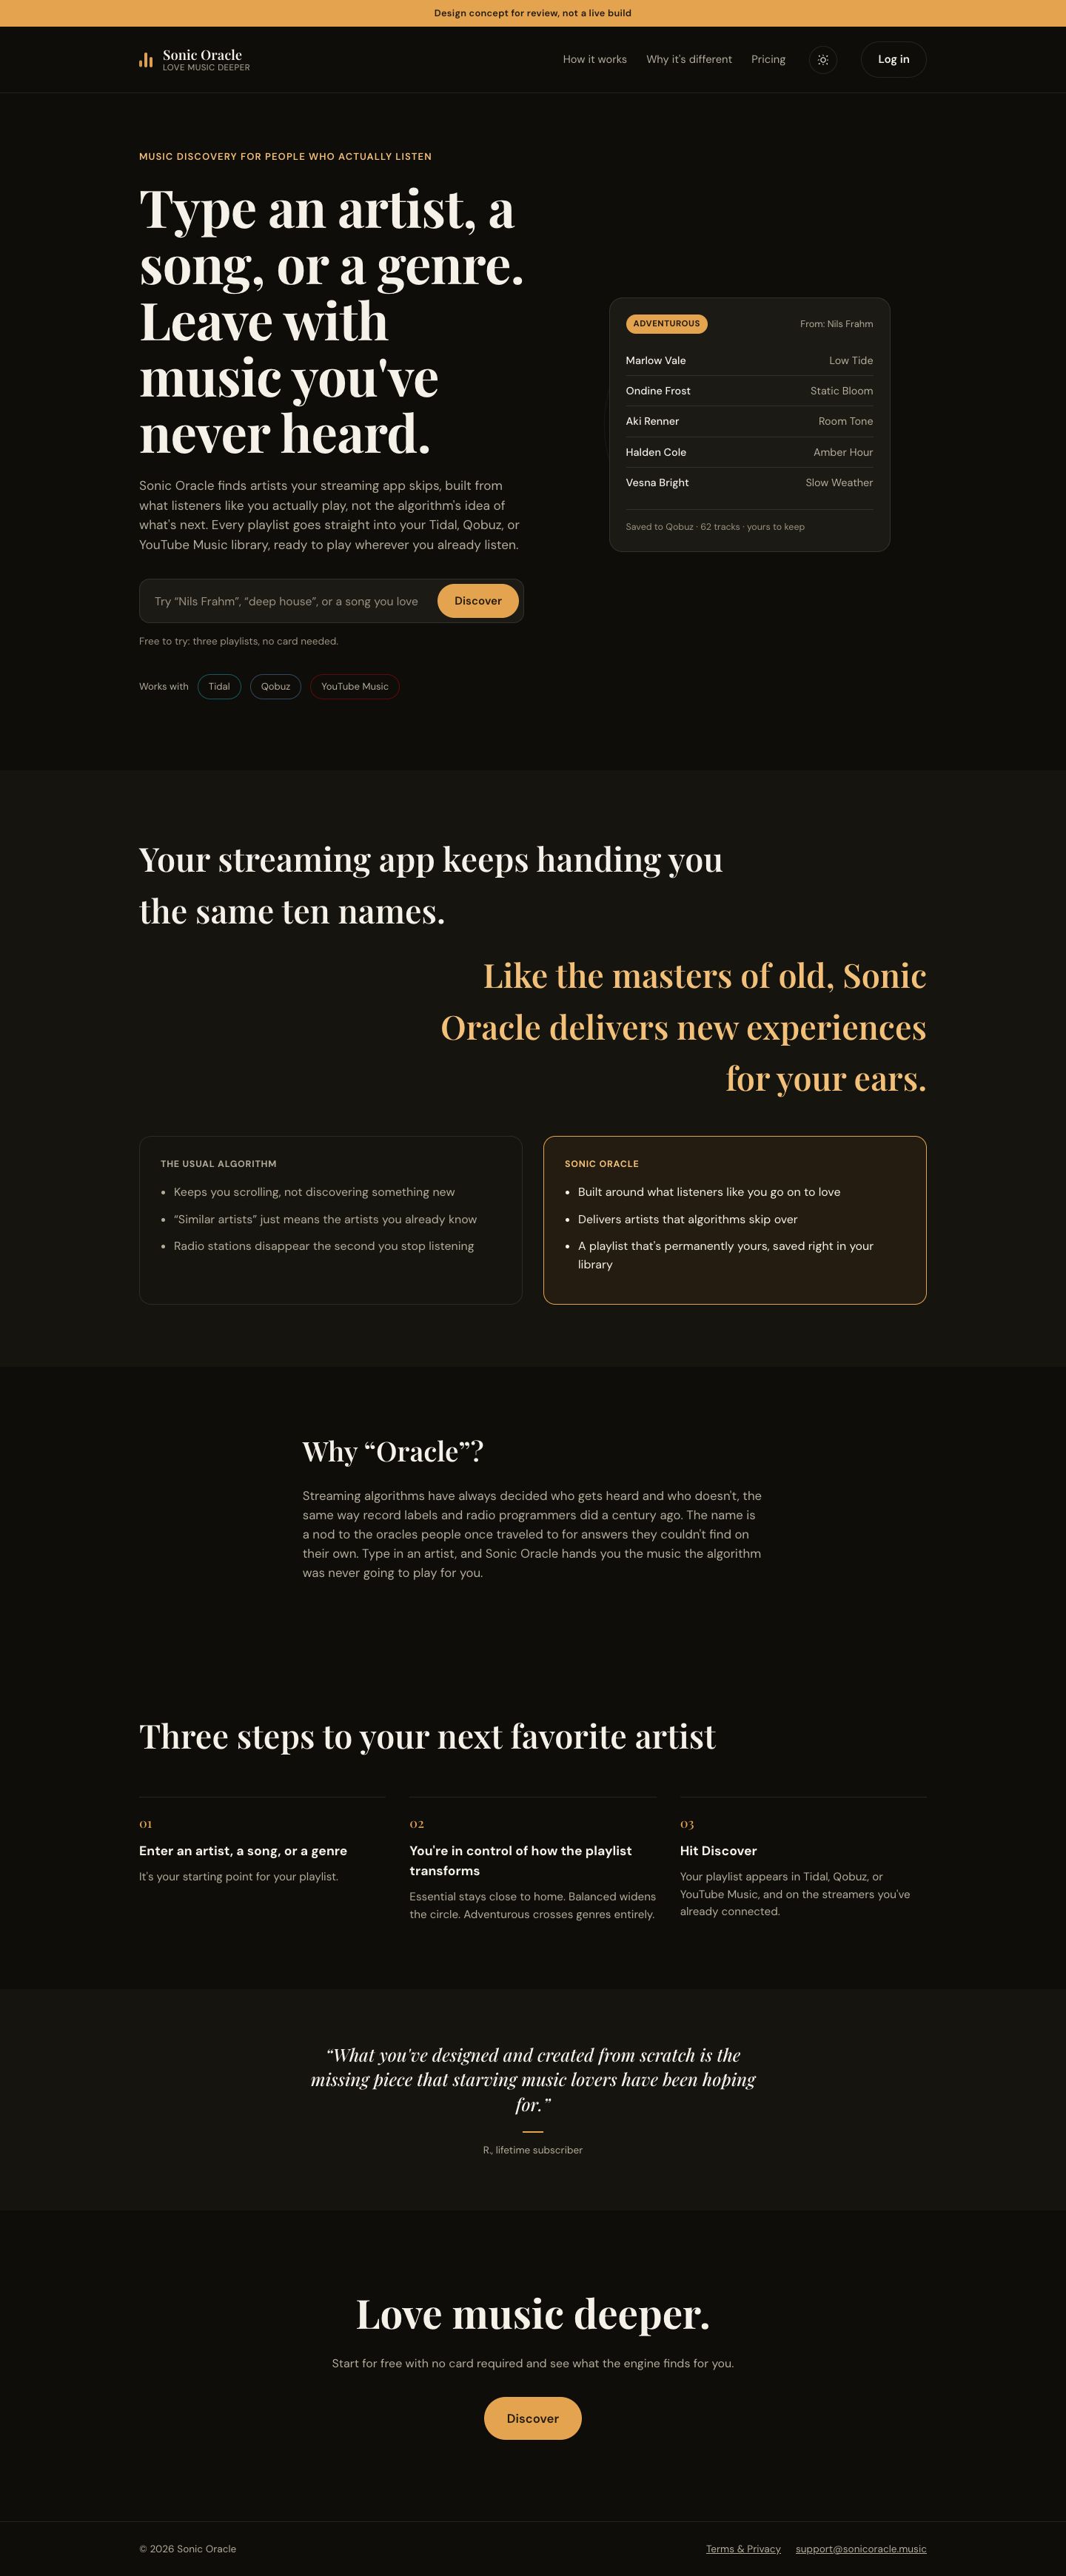 Design concept for review, not a live build
Sonic Oracle
LOVE MUSIC DEEPER
How it works
Why it's different
Pricing
Log in
MUSIC DISCOVERY FOR PEOPLE WHO ACTUALLY LISTEN
Type an artist, a
song, or a genre.
Leave with
music you've
never heard.
Sonic Oracle finds artists your streaming app skips, built from
what listeners like you actually play, not the algorithm's idea of
what's next. Every playlist goes straight into your Tidal, Qobuz, or
YouTube Music library, ready to play wherever you already listen.
Try “Nils Frahm”, “deep house”, or a song you love
Discover
Free to try: three playlists, no card needed.
Works with
Tidal
Qobuz
YouTube Music
ADVENTUROUS
From: Nils Frahm
Marlow Vale
Low Tide
Ondine Frost
Static Bloom
Aki Renner
Room Tone
Halden Cole
Amber Hour
Vesna Bright
Slow Weather
Saved to Qobuz · 62 tracks · yours to keep
Your streaming app keeps handing you
the same ten names.
Like the masters of old, Sonic
Oracle delivers new experiences
for your ears.
THE USUAL ALGORITHM
• Keeps you scrolling, not discovering something new
• “Similar artists” just means the artists you already know
• Radio stations disappear the second you stop listening
SONIC ORACLE
• Built around what listeners like you go on to love
• Delivers artists that algorithms skip over
• A playlist that's permanently yours, saved right in your
library
Why “Oracle”?
Streaming algorithms have always decided who gets heard and who doesn't, the
same way record labels and radio programmers did a century ago. The name is
a nod to the oracles people once traveled to for answers they couldn't find on
their own. Type in an artist, and Sonic Oracle hands you the music the algorithm
was never going to play for you.
Three steps to your next favorite artist
01
Enter an artist, a song, or a genre
It's your starting point for your playlist.
02
You're in control of how the playlist
transforms
Essential stays close to home. Balanced widens
the circle. Adventurous crosses genres entirely.
03
Hit Discover
Your playlist appears in Tidal, Qobuz, or
YouTube Music, and on the streamers you've
already connected.
“What you've designed and created from scratch is the
missing piece that starving music lovers have been hoping
for.”
R., lifetime subscriber
Love music deeper.
Start for free with no card required and see what the engine finds for you.
Discover
© 2026 Sonic Oracle
Terms & Privacy
support@sonicoracle.music